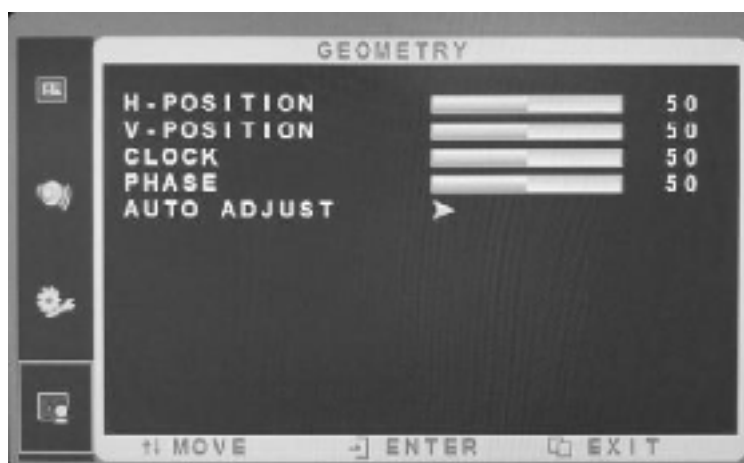 GEOMETRY
H-POSITION 50
V-POSITION 50
CLOCK 50
PHASE 50
AUTO ADJUST
MOVE ENTER EXIT